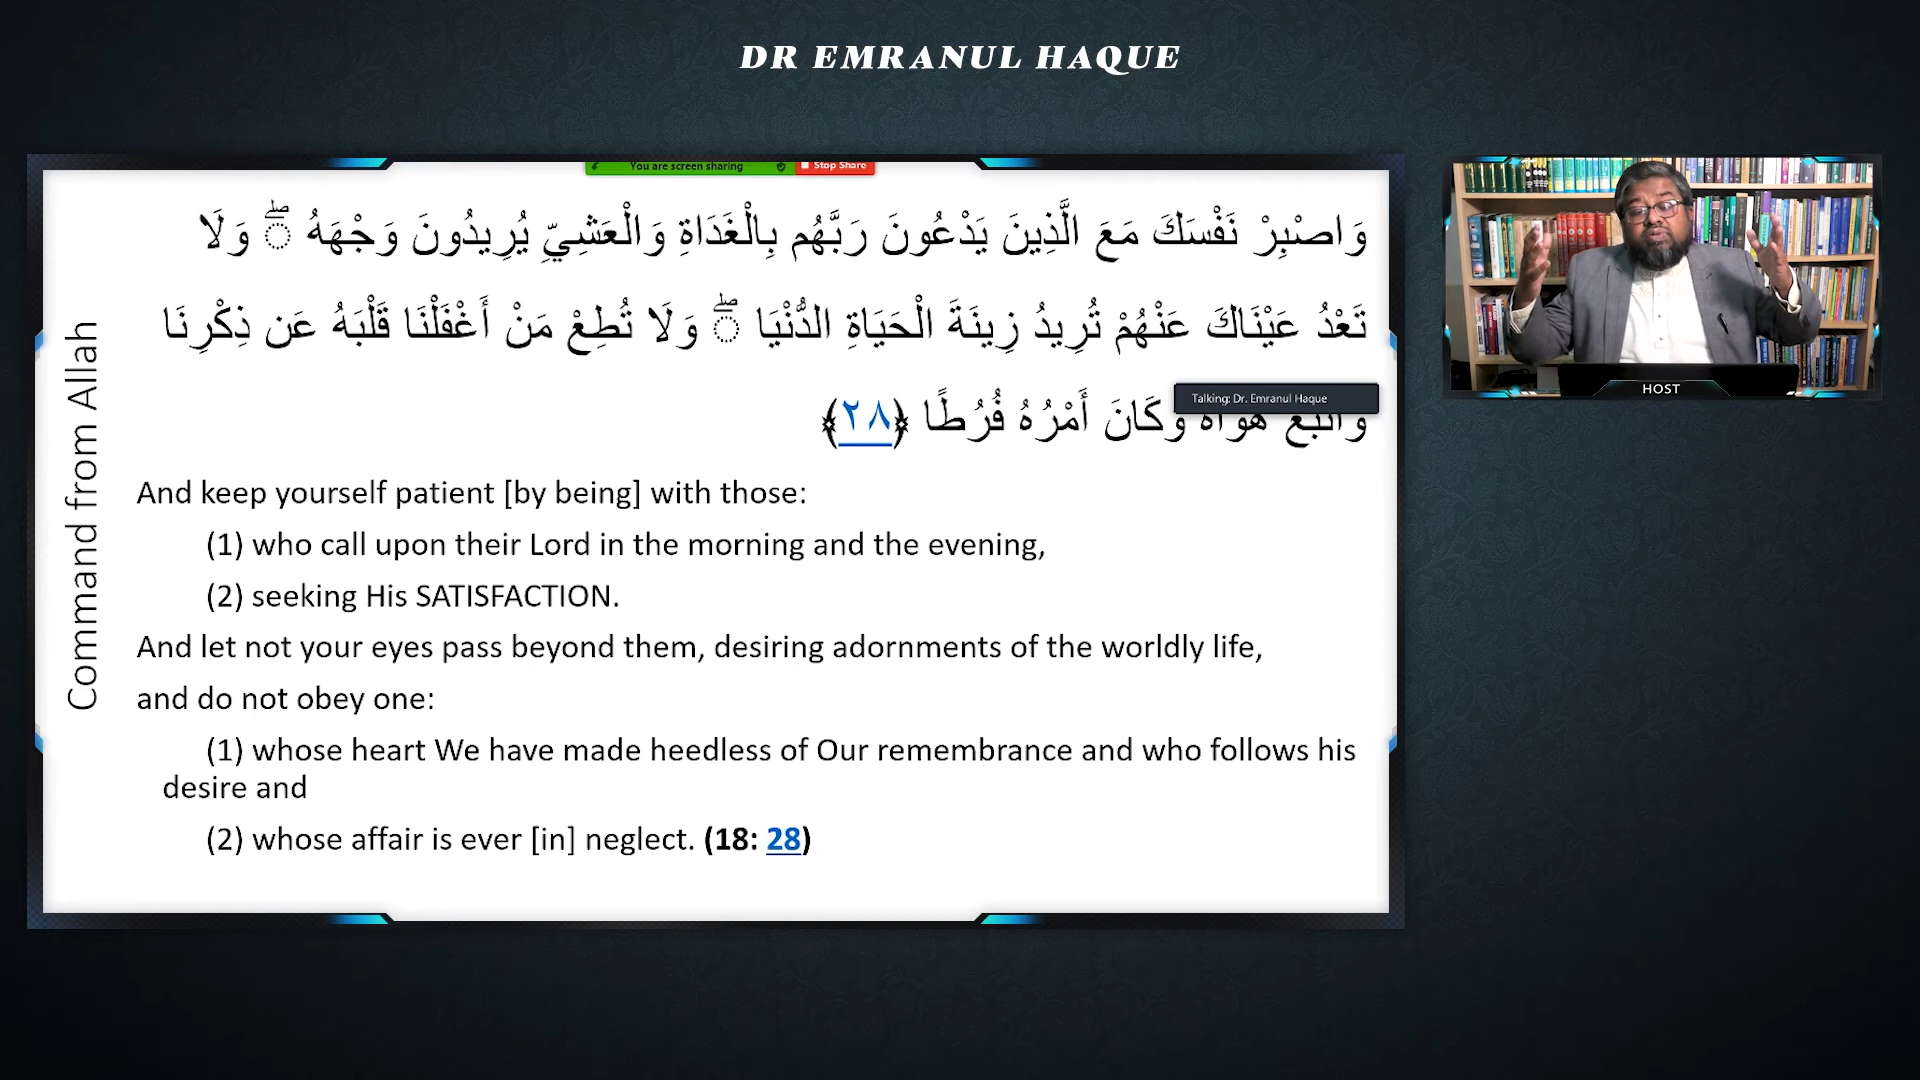 DR EMRANUL HAQUE
You are screen sharing Stop Share
وَاصْبِرْ نَفْسَكَ مَعَ الَّذِينَ يَدْعُونَ رَبَّهُم بِالْغَدَاةِ وَالْعَشِيِّ يُرِيدُونَ وَجْهَهُ ۖ وَلَا
تَعْدُ عَيْنَاكَ عَنْهُمْ تُرِيدُ زِينَةَ الْحَيَاةِ الدُّنْيَا ۖ وَلَا تُطِعْ مَنْ أَغْفَلْنَا قَلْبَهُ عَن ذِكْرِنَا
Talking: Dr. Emranul Haque
وَاتَّبَعَ هَوَاهُ وَكَانَ أَمْرُهُ فُرُطًا ﴿٢٨﴾
HOST
Command from Allah
And keep yourself patient [by being] with those:
(1) who call upon their Lord in the morning and the evening,
(2) seeking His SATISFACTION.
And let not your eyes pass beyond them, desiring adornments of the worldly life,
and do not obey one:
(1) whose heart We have made heedless of Our remembrance and who follows his
desire and
(2) whose affair is ever [in] neglect. (18: 28)